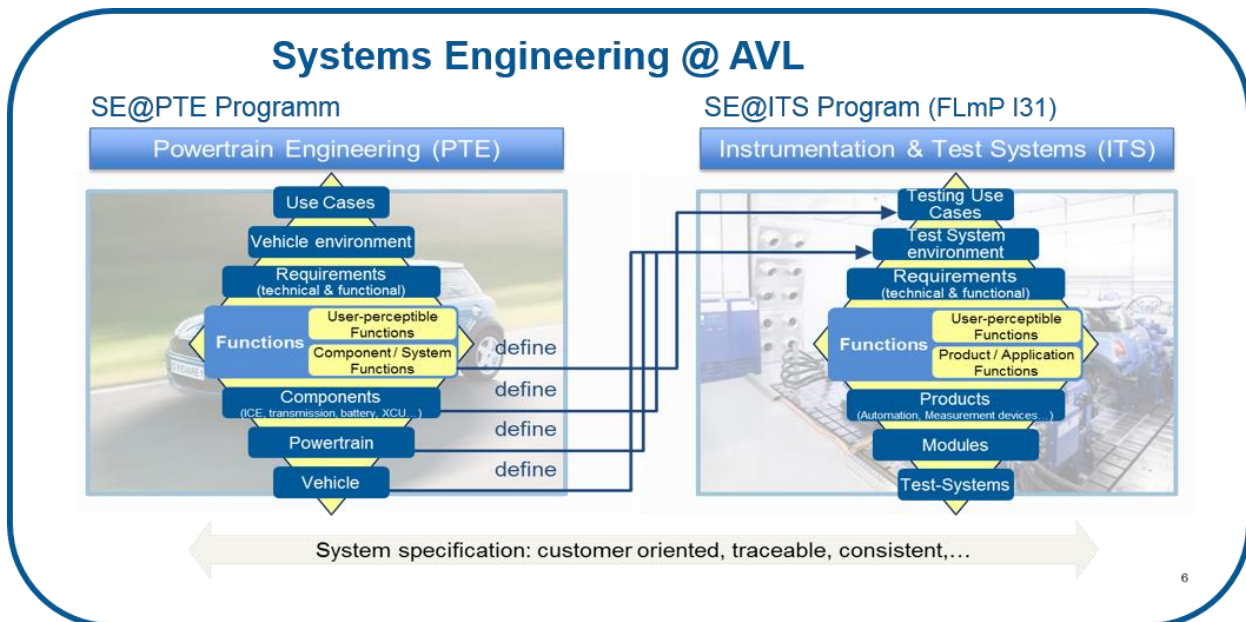 Systems Engineering @ AVL
SE@PTE Programm
SE@ITS Program (FLmP I31)
Powertrain Engineering (PTE)
Instrumentation & Test Systems (ITS)
Use Cases
Vehicle environment
Requirements
(technical & functional)
Functions
User-perceptible
Functions
Component / System
Functions
Components
(ICE, transmission, battery, XCU…)
Powertrain
Vehicle
define
define
define
define
Testing Use
Cases
Test System
environment
Requirements
(technical & functional)
Functions
User-perceptible
Functions
Product / Application
Functions
Products
(Automation, Measurement devices…)
Modules
Test-Systems
System specification: customer oriented, traceable, consistent,…
6